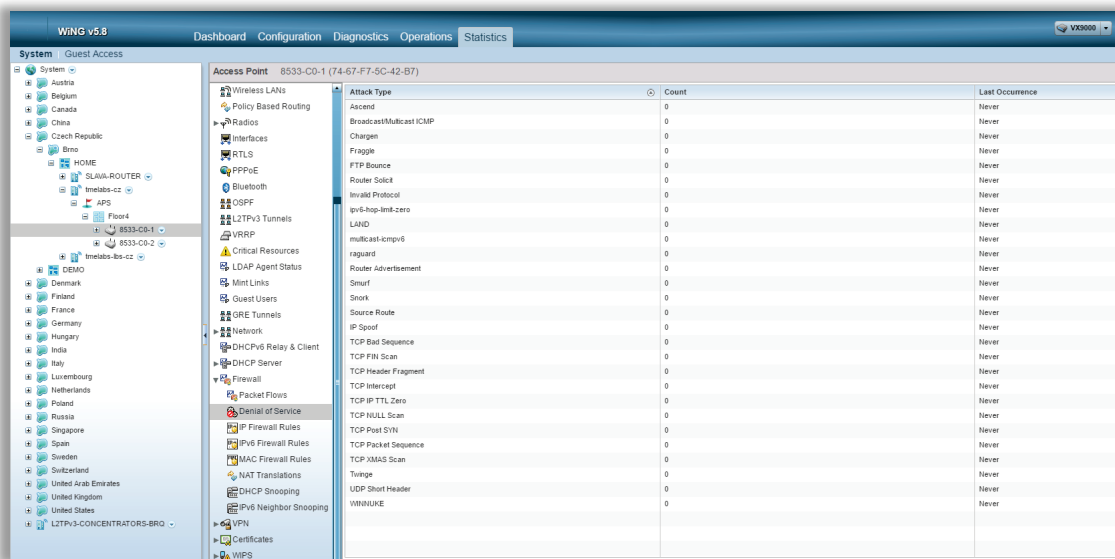 WiNG v5.8
Dashboard Configuration Diagnostics Operations Statistics
VX9000
System Guest Access
System
Austria
Belgium
Canada
China
Czech Republic
Brno
HOME
SLAVA-ROUTER
tmelabs-cz
APS
Floor4
8533-C0-1
8533-C0-2
tmelabs-lbs-cz
DEMO
Denmark
Finland
France
Germany
Hungary
India
Italy
Luxembourg
Netherlands
Poland
Russia
Singapore
Spain
Sweden
Switzerland
United Arab Emirates
United Kingdom
United States
L2TPv3-CONCENTRATORS-BRQ
Access Point 8533-C0-1 (74-67-F7-5C-42-B7)
Wireless LANs
Policy Based Routing
Radios
Interfaces
RTLS
PPPoE
Bluetooth
OSPF
L2TPv3 Tunnels
VRRP
Critical Resources
LDAP Agent Status
Mint Links
Guest Users
GRE Tunnels
Network
DHCPv6 Relay & Client
DHCP Server
Firewall
Packet Flows
Denial of Service
IP Firewall Rules
IPv6 Firewall Rules
MAC Firewall Rules
NAT Translations
DHCP Snooping
IPv6 Neighbor Snooping
VPN
Certificates
WIPS
Attack Type Count Last Occurrence
Ascend 0 Never
Broadcast/Multicast ICMP 0 Never
Chargen 0 Never
Fraggle 0 Never
FTP Bounce 0 Never
Router Solicit 0 Never
Invalid Protocol 0 Never
ipv6-hop-limit-zero 0 Never
LAND 0 Never
multicast-icmpv6 0 Never
raguard 0 Never
Router Advertisement 0 Never
Smurf 0 Never
Snork 0 Never
Source Route 0 Never
IP Spoof 0 Never
TCP Bad Sequence 0 Never
TCP FIN Scan 0 Never
TCP Header Fragment 0 Never
TCP Intercept 0 Never
TCP IP TTL Zero 0 Never
TCP NULL Scan 0 Never
TCP Post SYN 0 Never
TCP Packet Sequence 0 Never
TCP XMAS Scan 0 Never
Twinge 0 Never
UDP Short Header 0 Never
WINNUKE 0 Never